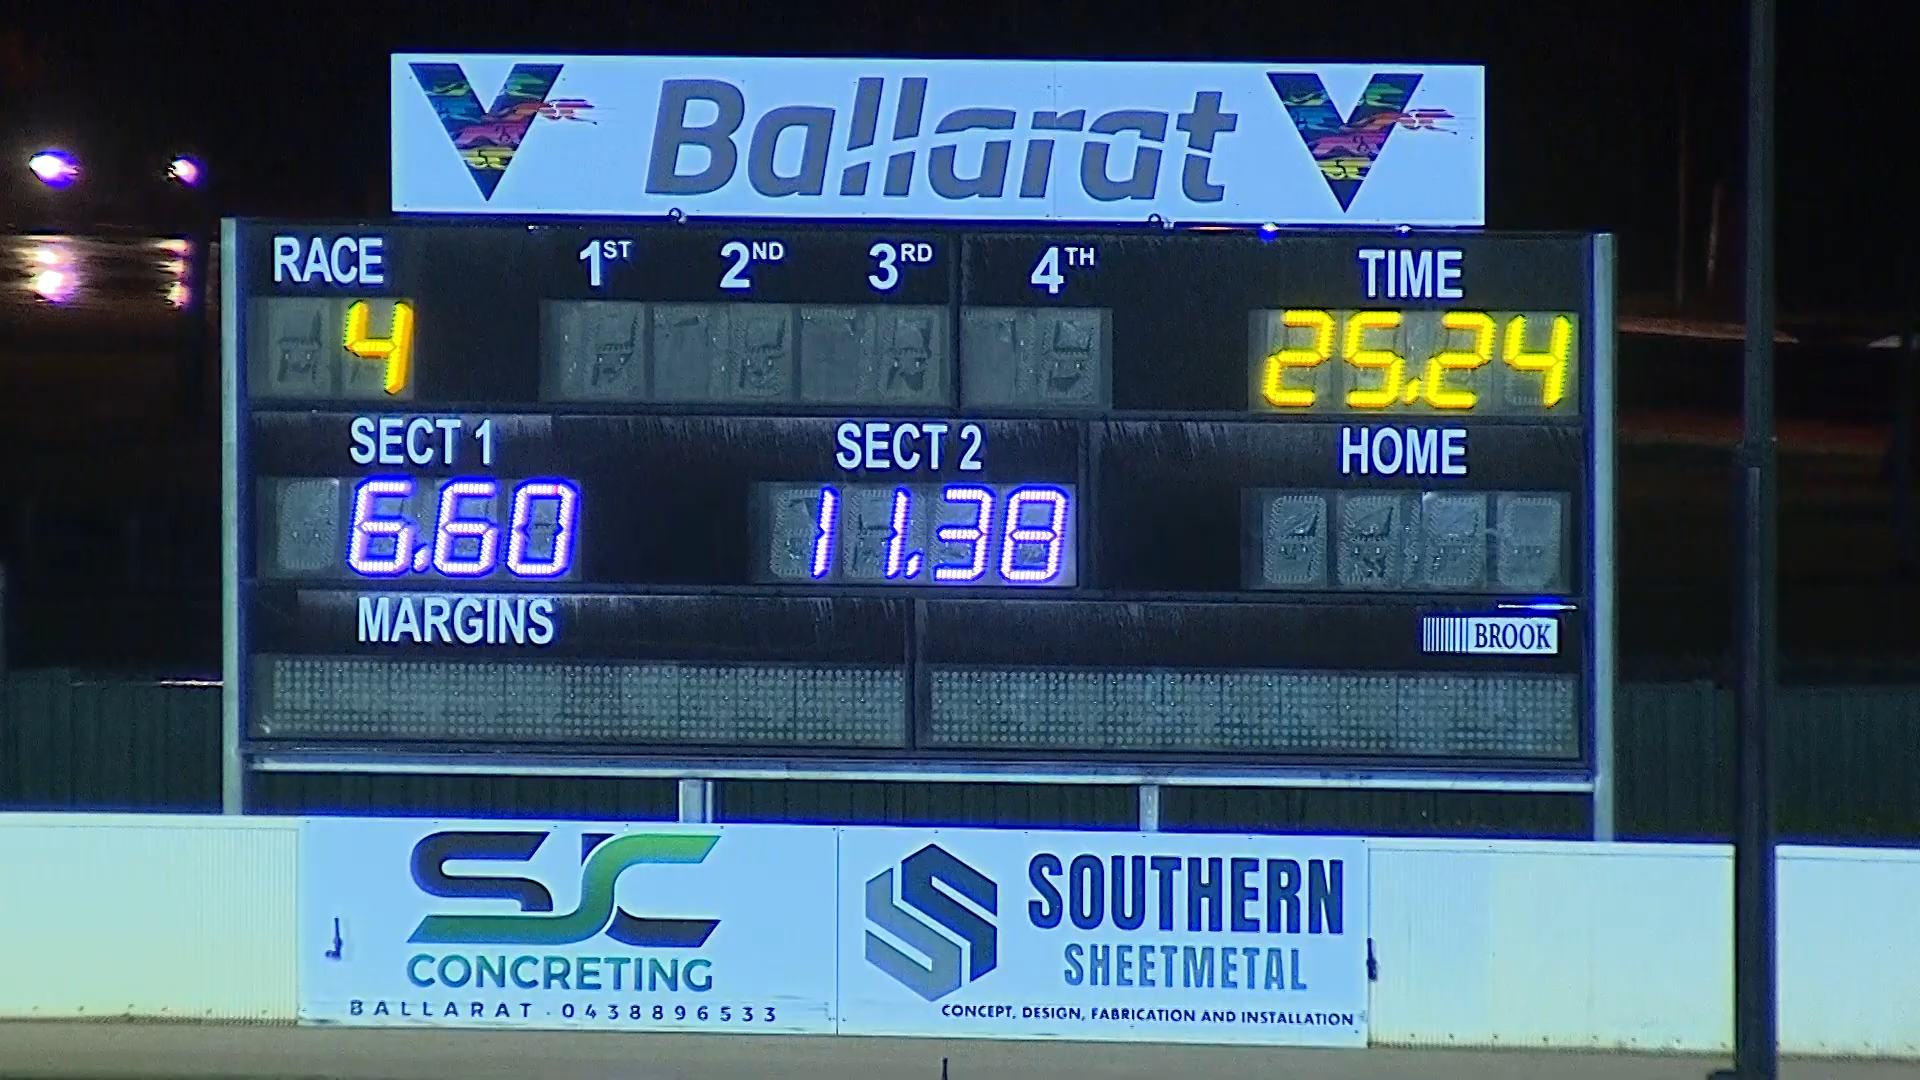 Ballarat
RACE 1ST 2ND 3RD 4TH TIME
4 25.24
SECT 1 SECT 2 HOME
6.60 11.38
MARGINS
BROOK
SJC
CONCRETING
BALLARAT . 0438896533
SOUTHERN
SHEETMETAL
CONCEPT, DESIGN, FABRICATION AND INSTALLATION